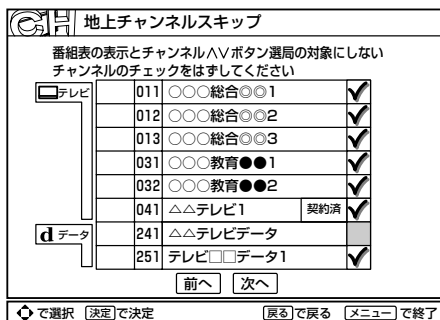 CH 地上チャンネルスキップ
番組表の表示とチャンネル∧∨ボタン選局の対象にしない
チャンネルのチェックをはずしてください
テレビ
011 ○○○総合◎◎1
012 ○○○総合◎◎2
013 ○○○総合◎◎3
031 ○○○教育●●1
032 ○○○教育●●2
041 △△テレビ1 契約済
d データ
241 △△テレビデータ
251 テレビ□□データ1
前へ 次へ
で選択 決定で決定 戻るで戻る メニューで終了